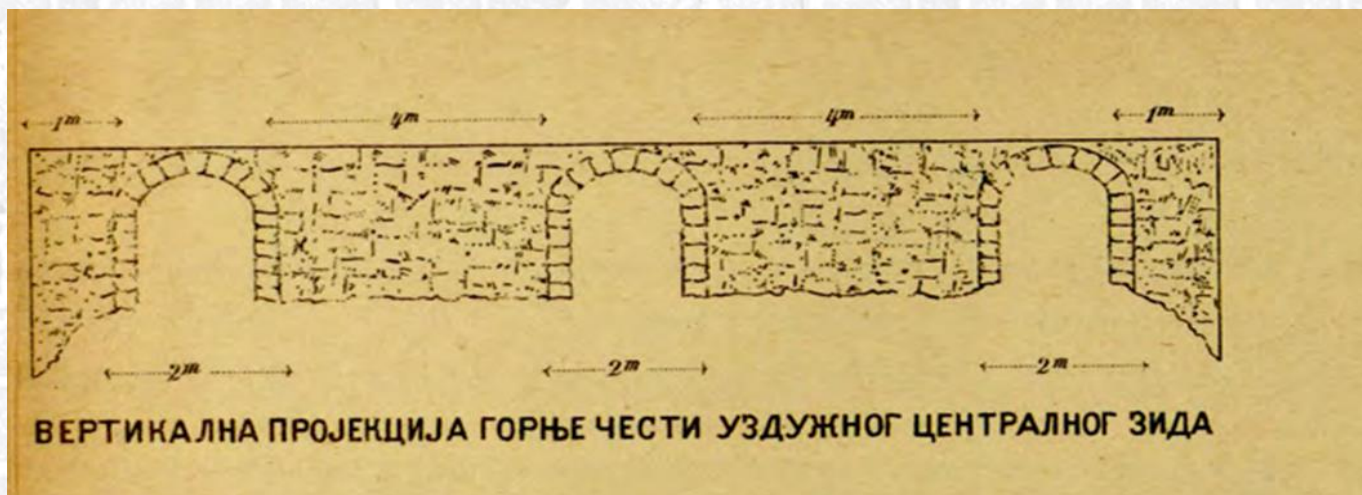 1m 4m 4m 1m
2m 2m 2m
ВЕРТИКАЛНА ПРОЈЕКЦИЈА ГОРЊЕ ЧЕСТИ УЗДУЖНОГ ЦЕНТРАЛНОГ ЗИДА